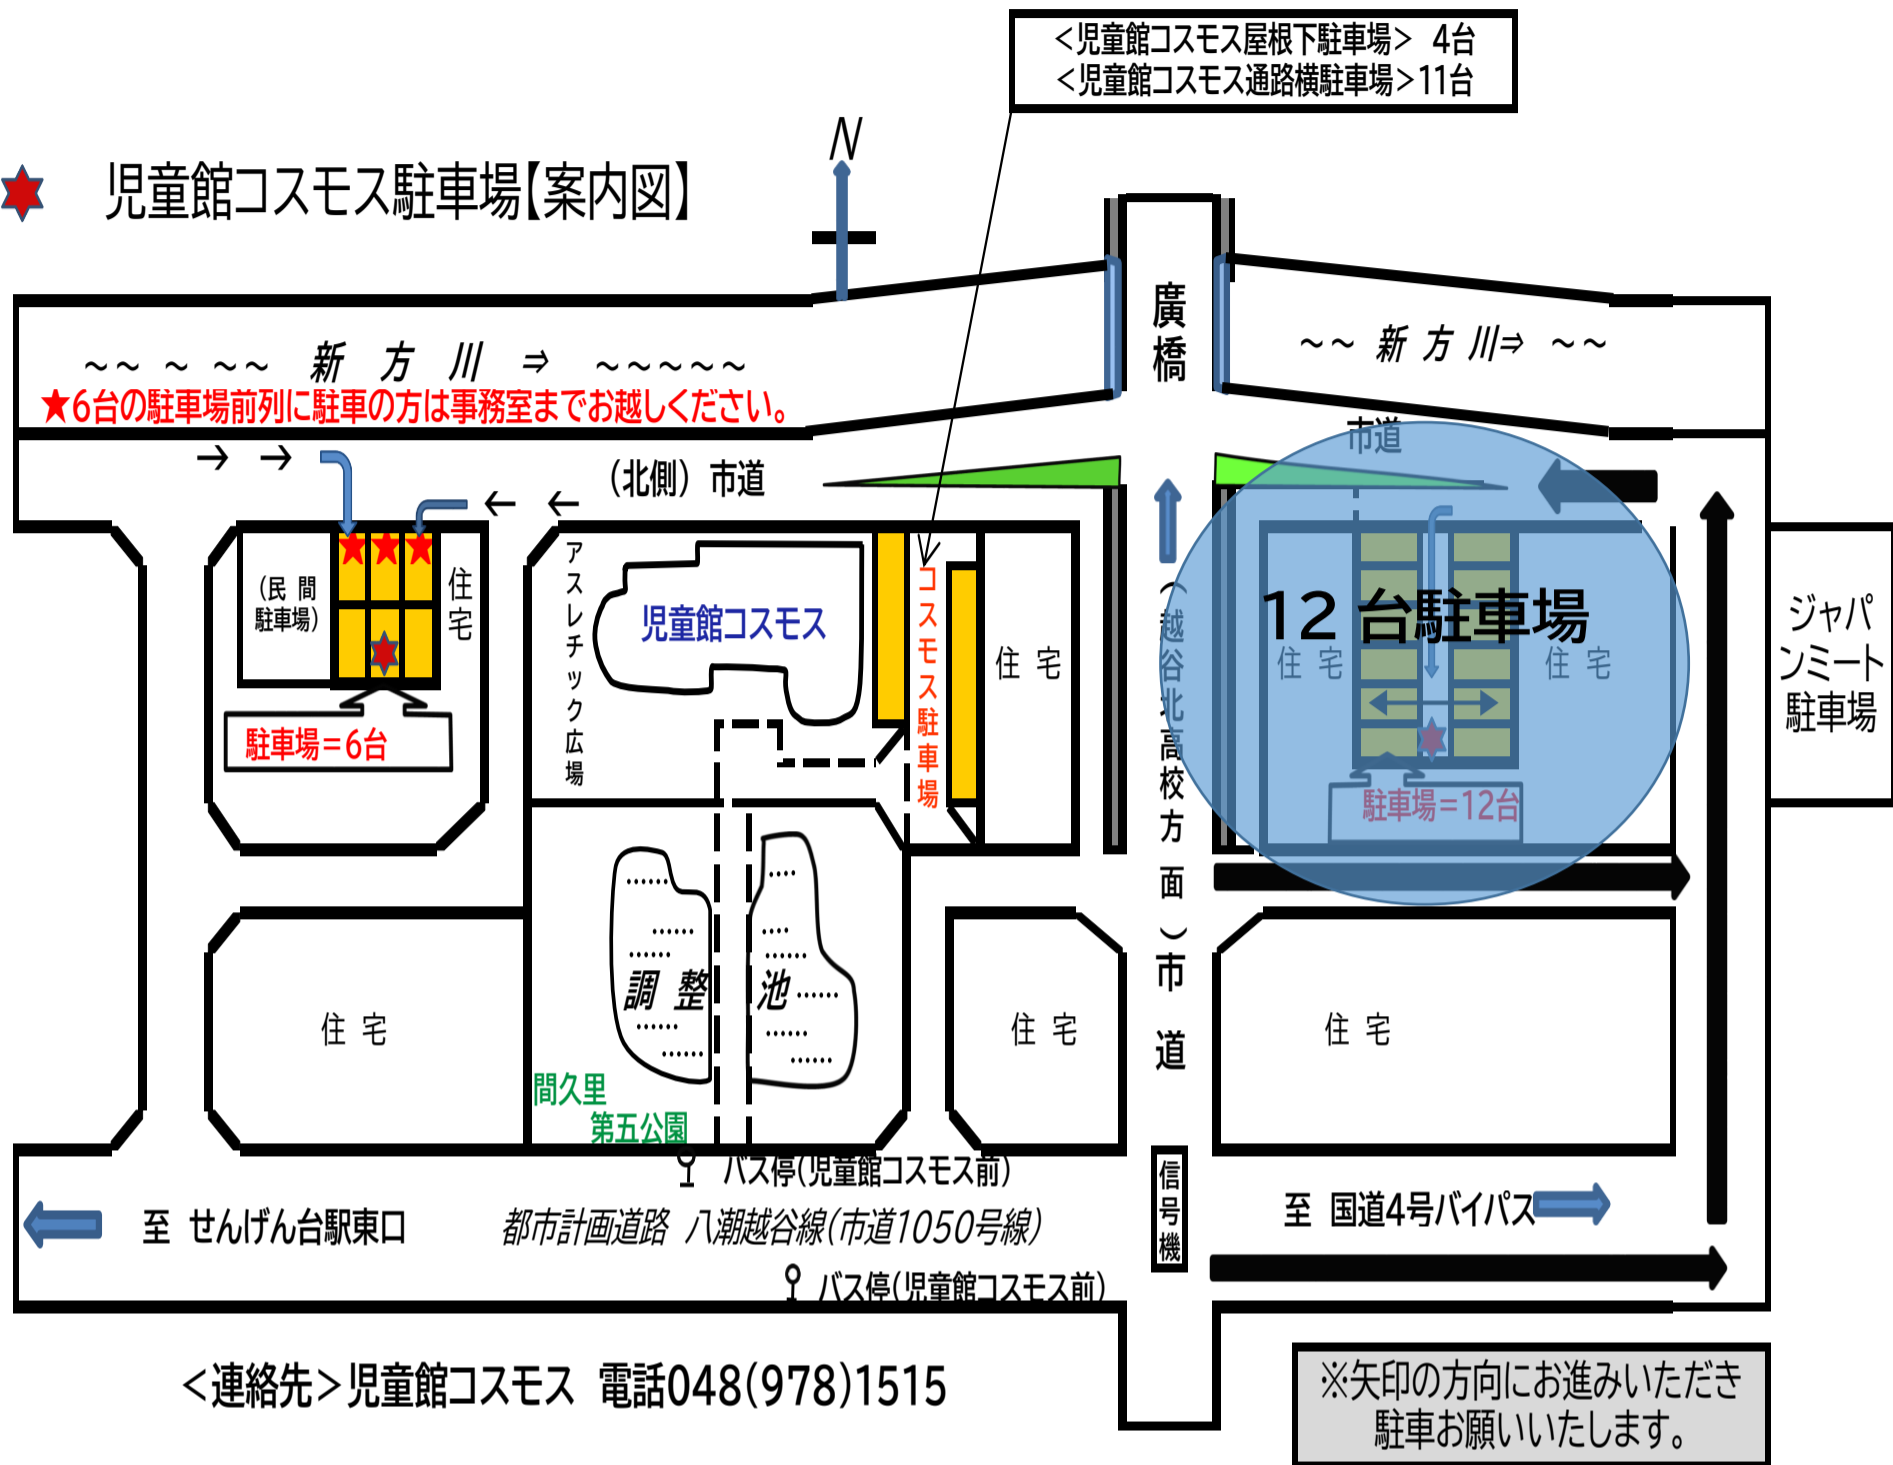 <児童館コスモス屋根下駐車場> 4台
<児童館コスモス通路横駐車場>11台
N
児童館コスモス駐車場【案内図】
廣橋
~~ ~ ~~ 新 方 川 ⇒ ~~~~~
~~ 新 方 川⇒ ~~
★6台の駐車場前列に駐車の方は事務室までお越しください。
市道
→ →
(北側)市道
← ←
(民 間
駐車場)
住宅
アスレチック広場
児童館コスモス
コスモス駐車場
住 宅
(越谷北高校方面)市道
12台駐車場
住 宅
住 宅
ジャパ
ンミート
駐車場
駐車場=6台
駐車場=12台
調 整 池
住 宅
住 宅
住 宅
間久里
第五公園
バス停(児童館コスモス前)
信号機
至 せんげん台駅東口
都市計画道路 八潮越谷線(市道1050号線)
至 国道4号バイパス
バス停(児童館コスモス前)
<連絡先>児童館コスモス 電話048(978)1515
※矢印の方向にお進みいただき
駐車お願いいたします。